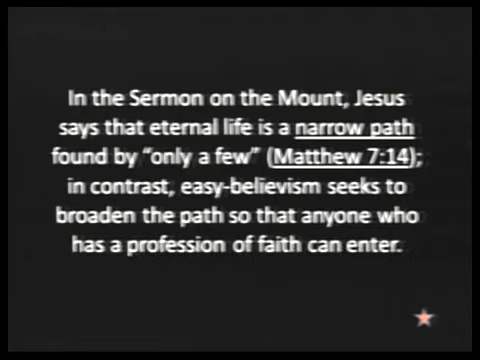 In the Sermon on the Mount, Jesus
says that eternal life is a narrow path
found by “only a few” (Matthew 7:14);
in contrast, easy-believism seeks to
broaden the path so that anyone who
has a profession of faith can enter.